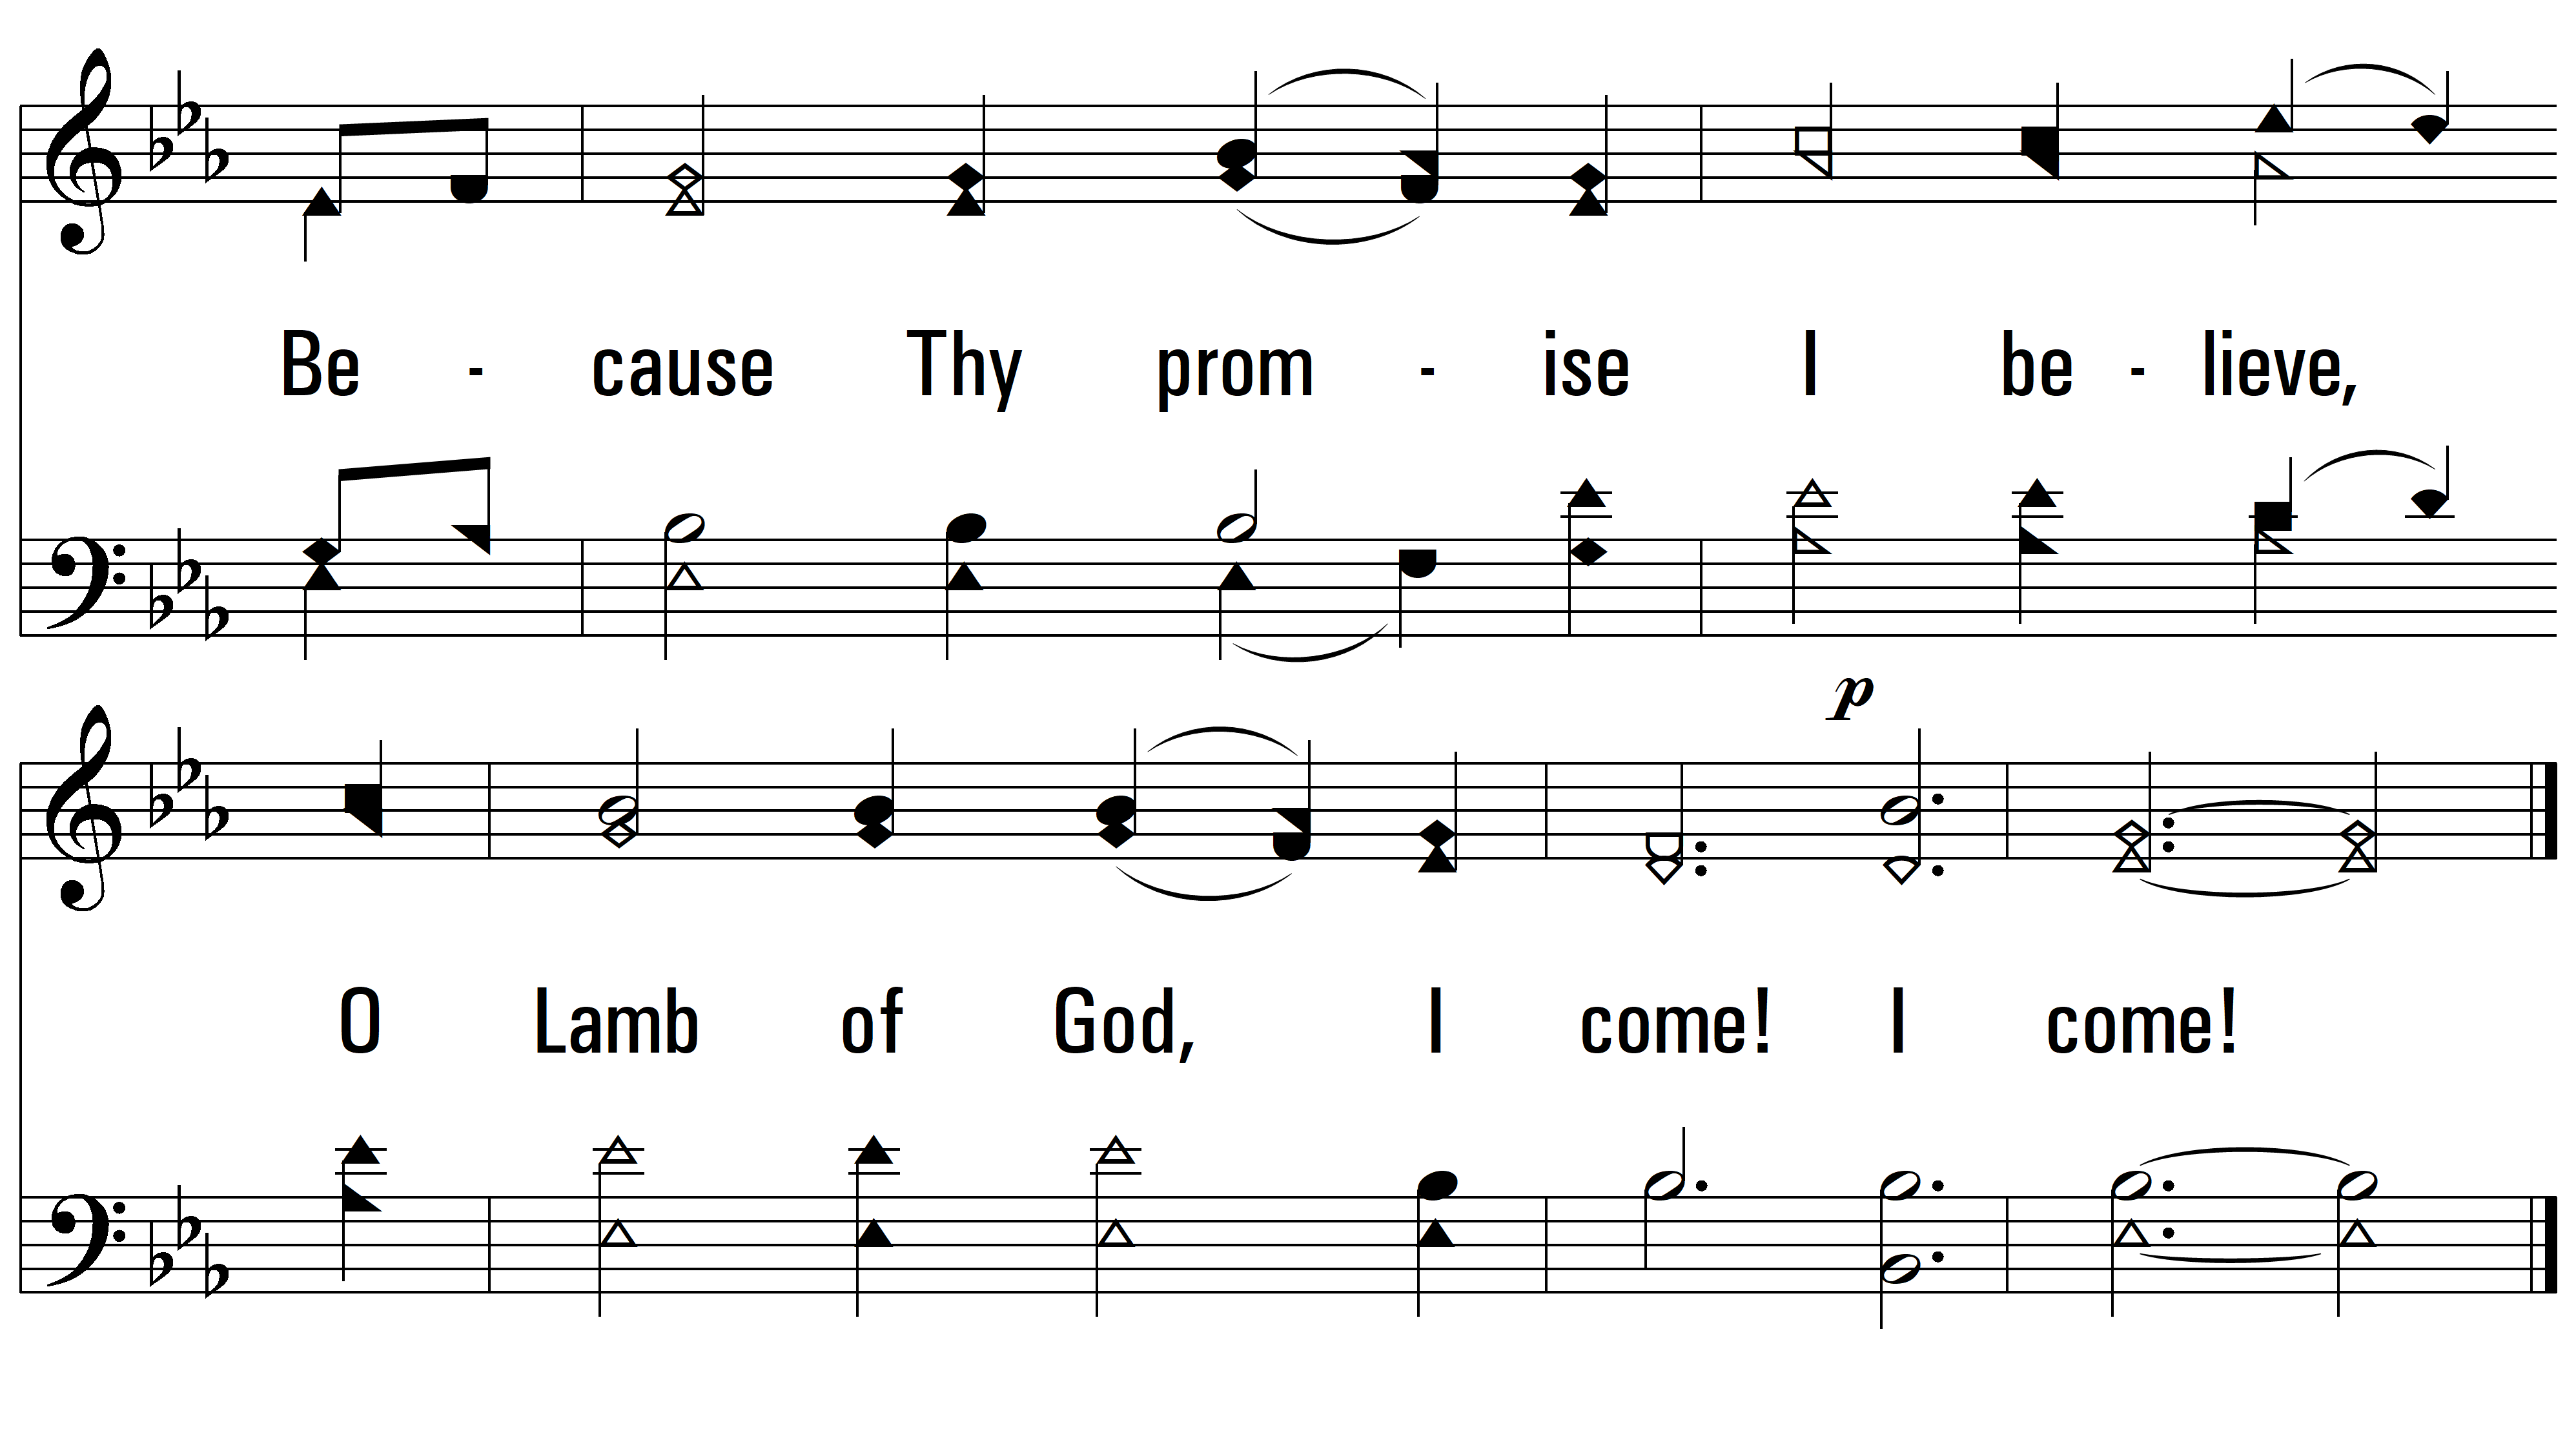 Be - cause Thy prom - ise I be - lieve,
p
O Lamb of God, I come! I come!